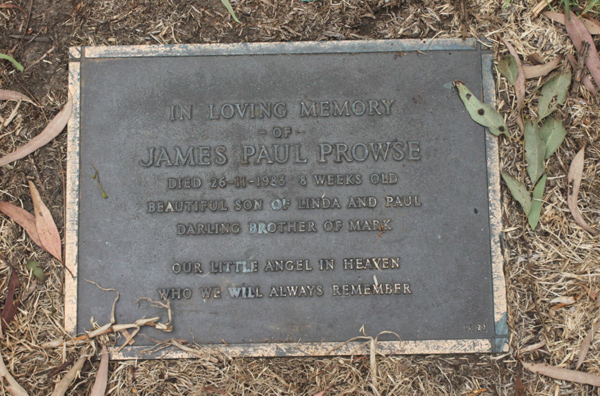 IN LOVING MEMORY
- OF -
JAMES PAUL PROWSE
DIED 26-11-1983 8 WEEKS OLD
BEAUTIFUL SON OF LINDA AND PAUL
DARLING BROTHER OF MARK
OUR LITTLE ANGEL IN HEAVEN
WHO WE WILL ALWAYS REMEMBER